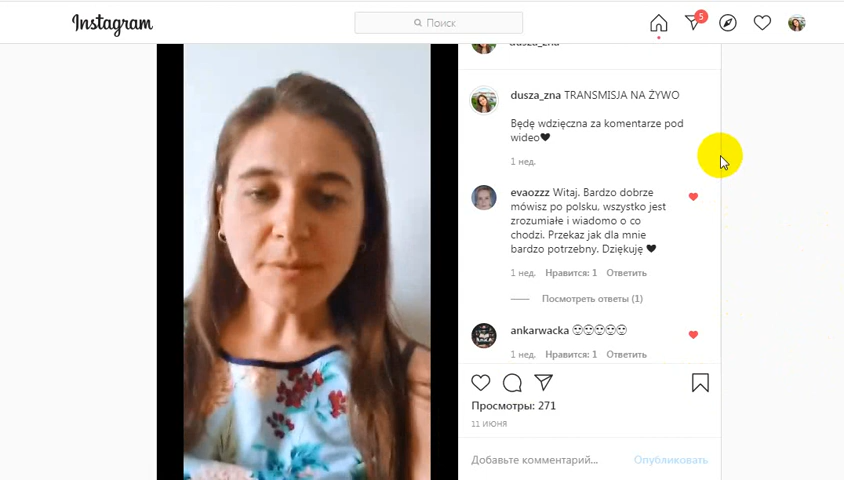 Instagram
Поиск
5
dusza_zna
dusza_zna TRANSMISJA NA ŻYWO
Będę wdzięczna za komentarze pod
wideo🖤
1 нед.
evaozzz Witaj. Bardzo dobrze
mówisz po polsku, wszystko jest
zrozumiałe i wiadomo o co
chodzi. Przekaz jak dla mnie
bardzo potrzebny. Dziękuję 🖤
1 нед. Нравится: 1 Ответить
Посмотреть ответы (1)
ankarwacka
1 нед. Нравится: 1 Ответить
Просмотры: 271
11 ИЮНЯ
Добавьте комментарий... Опубликовать